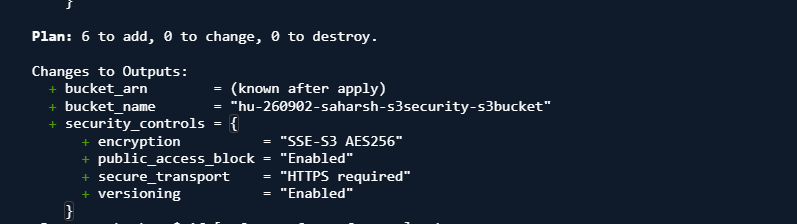 }
Plan: 6 to add, 0 to change, 0 to destroy.
Changes to Outputs:
+ bucket_arn = (known after apply)
+ bucket_name = "hu-260902-saharsh-s3security-s3bucket"
+ security_controls = {
+ encryption = "SSE-S3 AES256"
+ public_access_block = "Enabled"
+ secure_transport = "HTTPS required"
+ versioning = "Enabled"
}